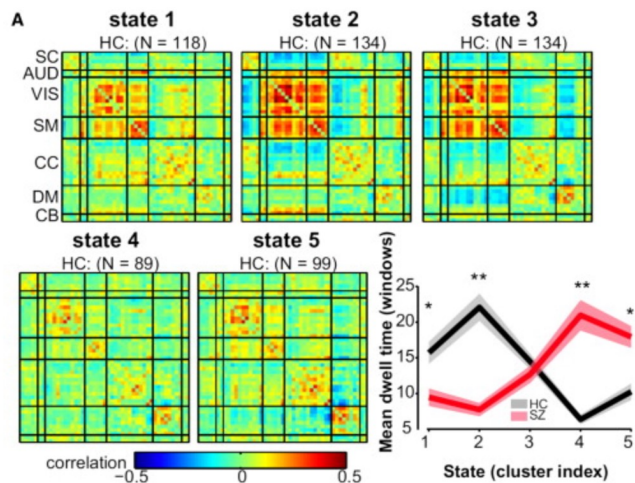 A
state 1
HC: (N = 118)
state 2
HC: (N = 134)
state 3
HC: (N = 134)
SC
AUD
VIS
SM
CC
DM
CB
state 4
HC: (N = 89)
state 5
HC: (N = 99)
correlation
−0.5
0
0.5
Mean dwell time (windows)
25
20
15
10
5
*
**
**
*
HC
SZ
1 2 3 4 5
State (cluster index)